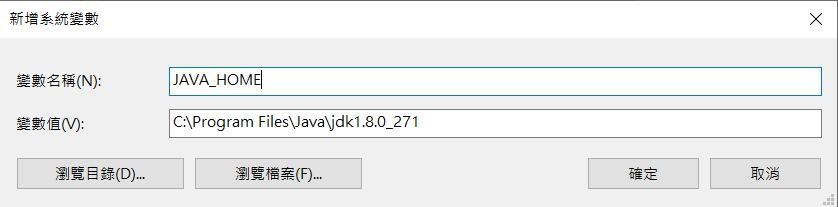 新增系統變數
變數名稱(N):
JAVA_HOME
變數值(V):
C:\Program Files\Java\jdk1.8.0_271
瀏覽目錄(D)...
瀏覽檔案(F)...
確定
取消